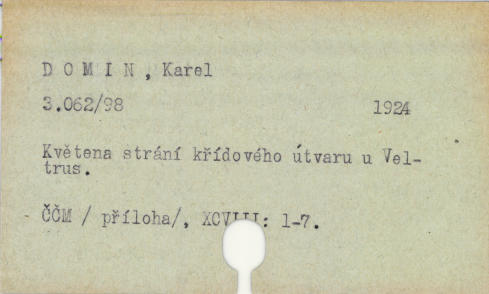 D O M I N , Karel
3.062/98 1924
Květena strání křídového útvaru u Vel-
trus.
ČČM / příloha/, XCVIII: 1-7.